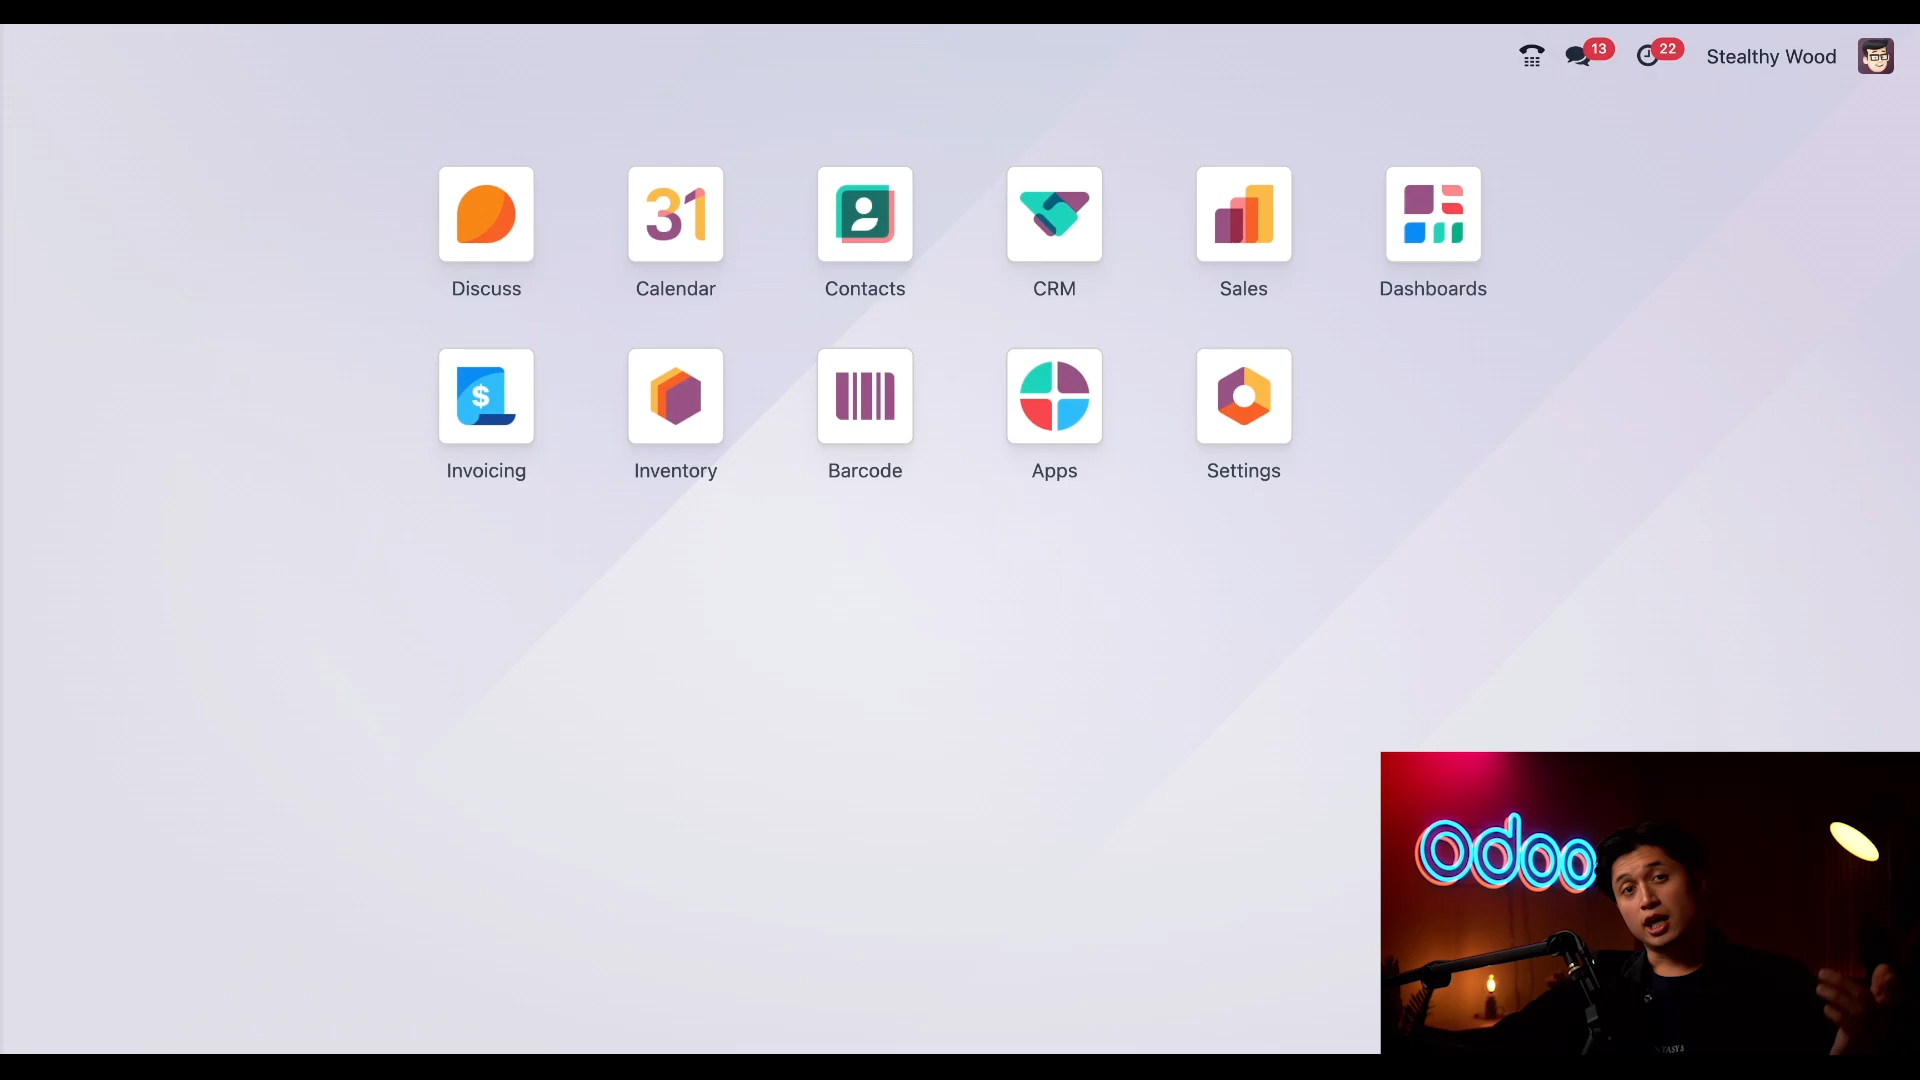 13
22
Stealthy Wood
31
Discuss
Calendar
Contacts
CRM
Sales
Dashboards
$
Invoicing
Inventory
Barcode
Apps
Settings
odoo